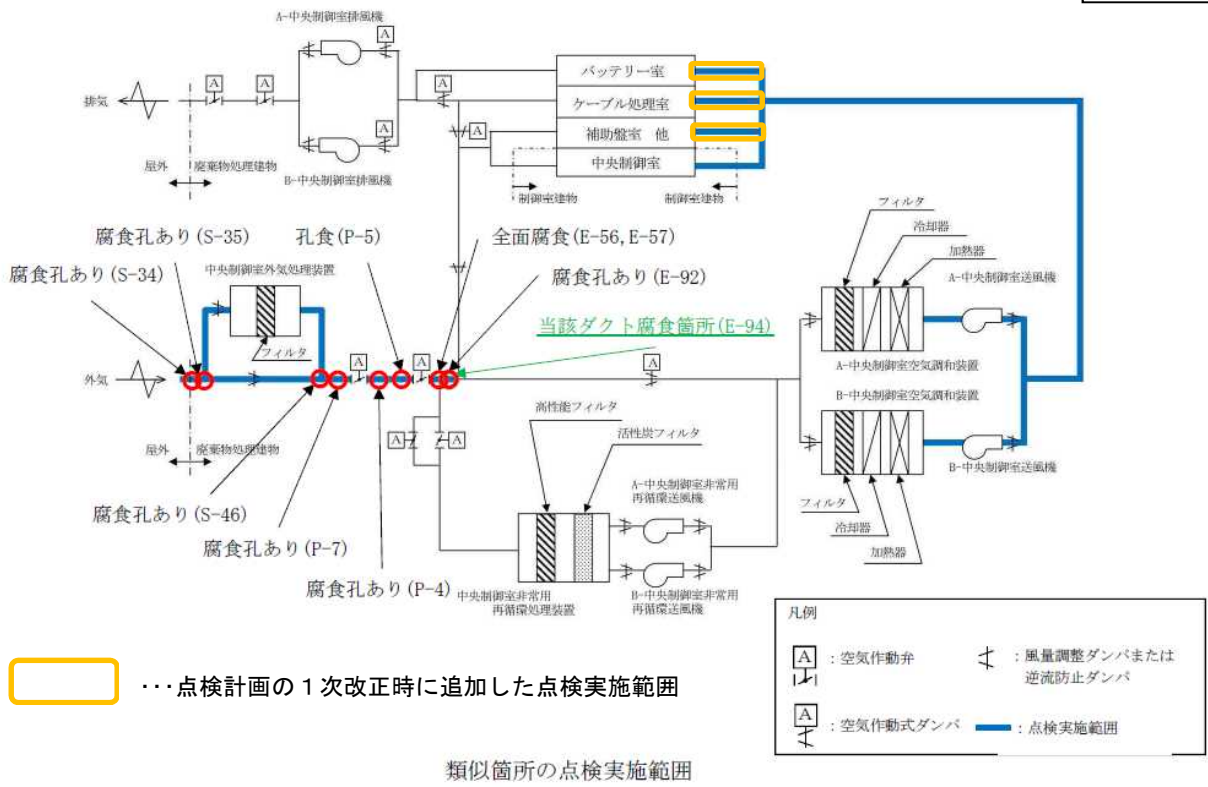 A-中央制御室排風機
A
A
A
A
排気
A
B-中央制御室排風機
屋外
廃棄物処理建物
バッテリー室
ケーブル処理室
A
補助盤室 他
中央制御室
制御室建物
制御室建物
フィルタ
冷却器
加熱器
A-中央制御室送風機
腐食孔あり(S-35)
孔食(P-5)
全面腐食(E-56,E-57)
腐食孔あり(S-34)
中央制御室外気処理装置
腐食孔あり(E-92)
フィルタ
当該ダクト腐食箇所(E-94)
A
A
A
外気
A-中央制御室空気調和装置
B-中央制御室空気調和装置
高性能フィルタ
活性炭フィルタ
A
A
屋外
廃棄物処理建物
B-中央制御室送風機
フィルタ
冷却器
加熱器
腐食孔あり(S-46)
腐食孔あり(P-7)
腐食孔あり(P-4)
A-中央制御室非常用
再循環送風機
中央制御室非常用
再循環処理装置
B-中央制御室非常用
再循環送風機
凡例
A
:空気作動弁
:風量調整ダンパまたは
逆流防止ダンパ
A
:空気作動式ダンパ
:点検実施範囲
・・・点検計画の1次改正時に追加した点検実施範囲
類似箇所の点検実施範囲